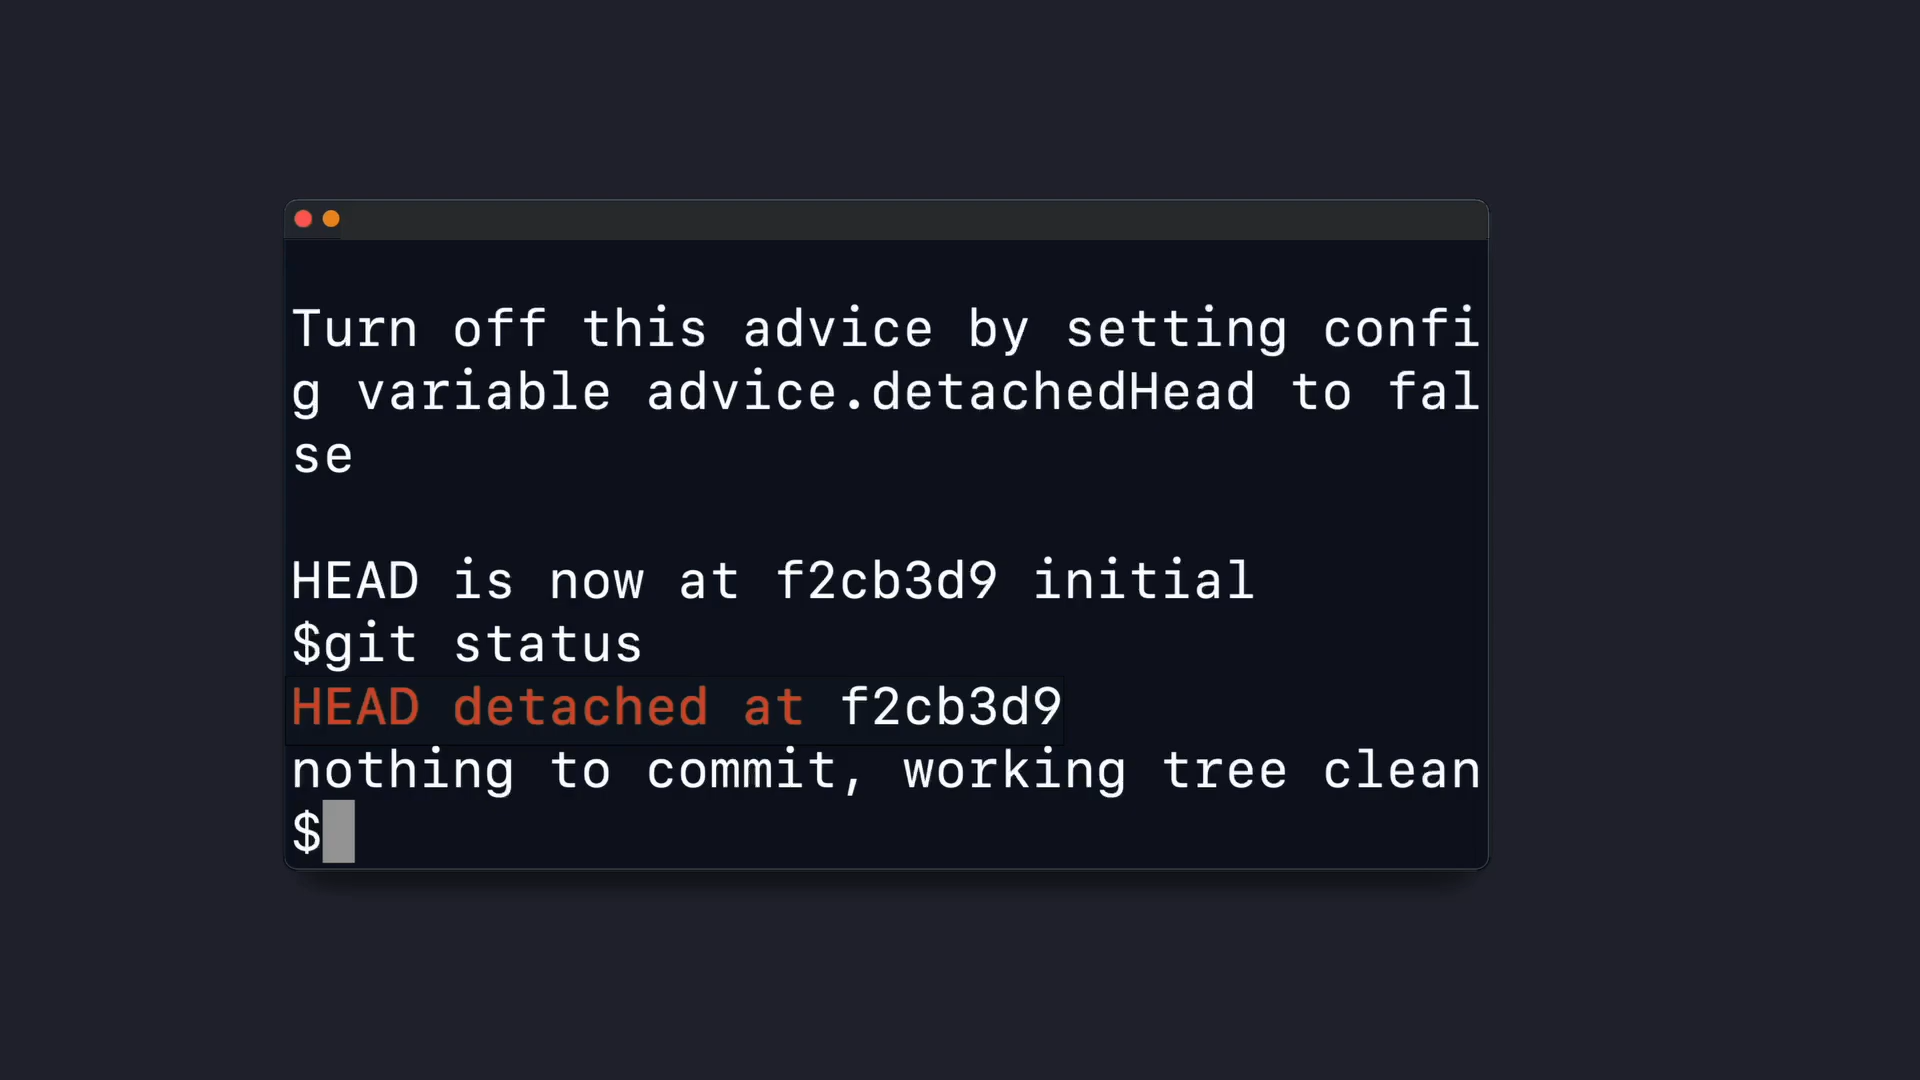 Turn off this advice by setting confi
g variable advice.detachedHead to fal
se
HEAD is now at f2cb3d9 initial
$git status
HEAD detached at f2cb3d9
nothing to commit, working tree clean
$